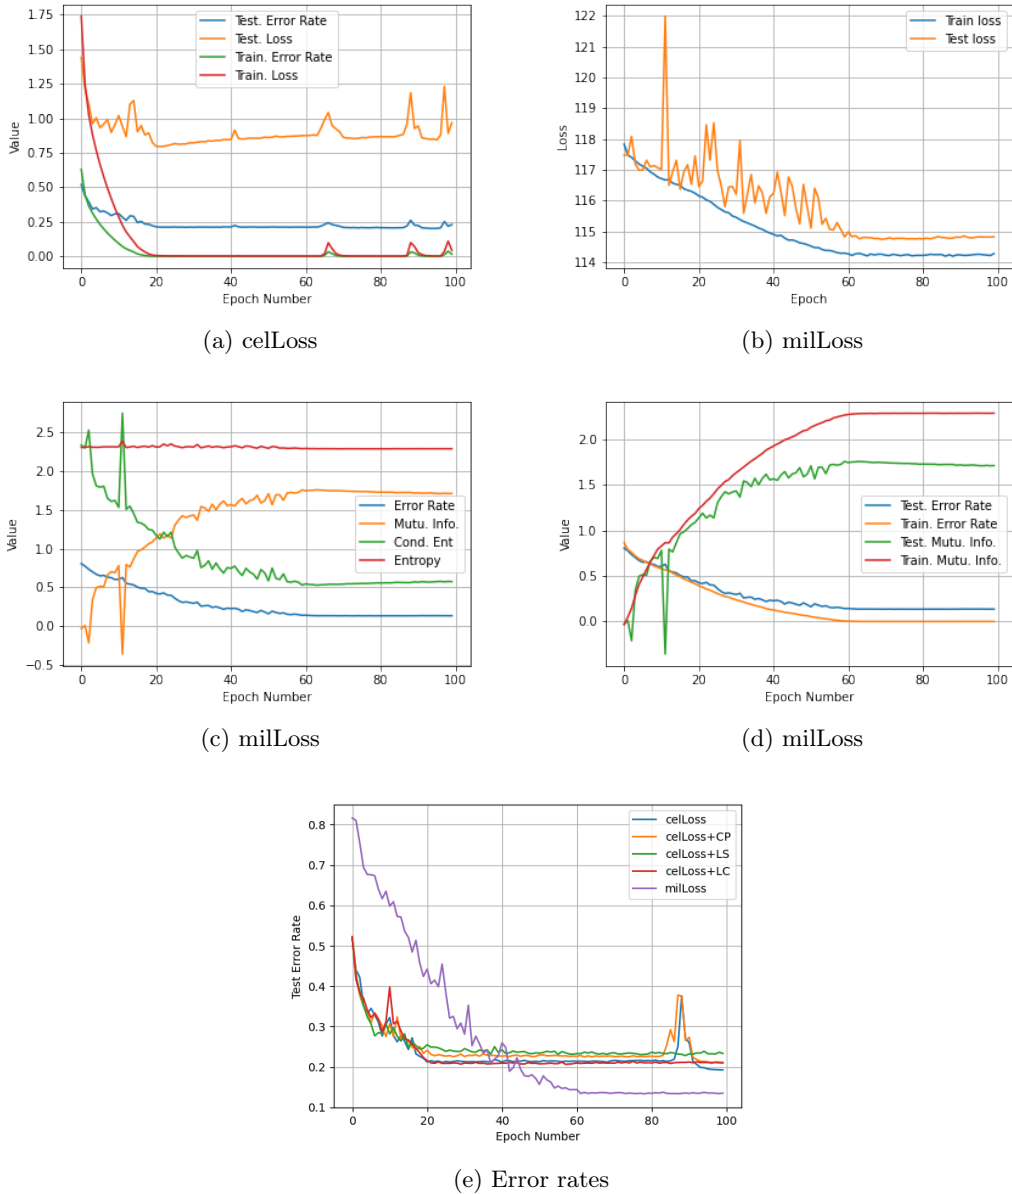 Test. Error Rate
Test. Loss
Train. Error Rate
Train. Loss
1.75
1.50
1.25
1.00
0.75
0.50
0.25
0.00
Value
0 20 40 60 80 100
Epoch Number
(a) celLoss
Train loss
Test loss
122
121
120
119
118
117
116
115
114
Loss
0 20 40 60 80 100
Epoch
(b) milLoss
2.5
2.0
1.5
1.0
0.5
0.0
−0.5
Value
Error Rate
Mutu. Info.
Cond. Ent
Entropy
0 20 40 60 80 100
Epoch Number
(c) milLoss
2.0
1.5
1.0
0.5
0.0
Value
Test. Error Rate
Train. Error Rate
Test. Mutu. Info.
Train. Mutu. Info.
0 20 40 60 80 100
Epoch Number
(d) milLoss
0.8
0.7
0.6
0.5
0.4
0.3
0.2
0.1
Test Error Rate
celLoss
celLoss+CP
celLoss+LS
celLoss+LC
milLoss
0 20 40 60 80 100
Epoch Number
(e) Error rates